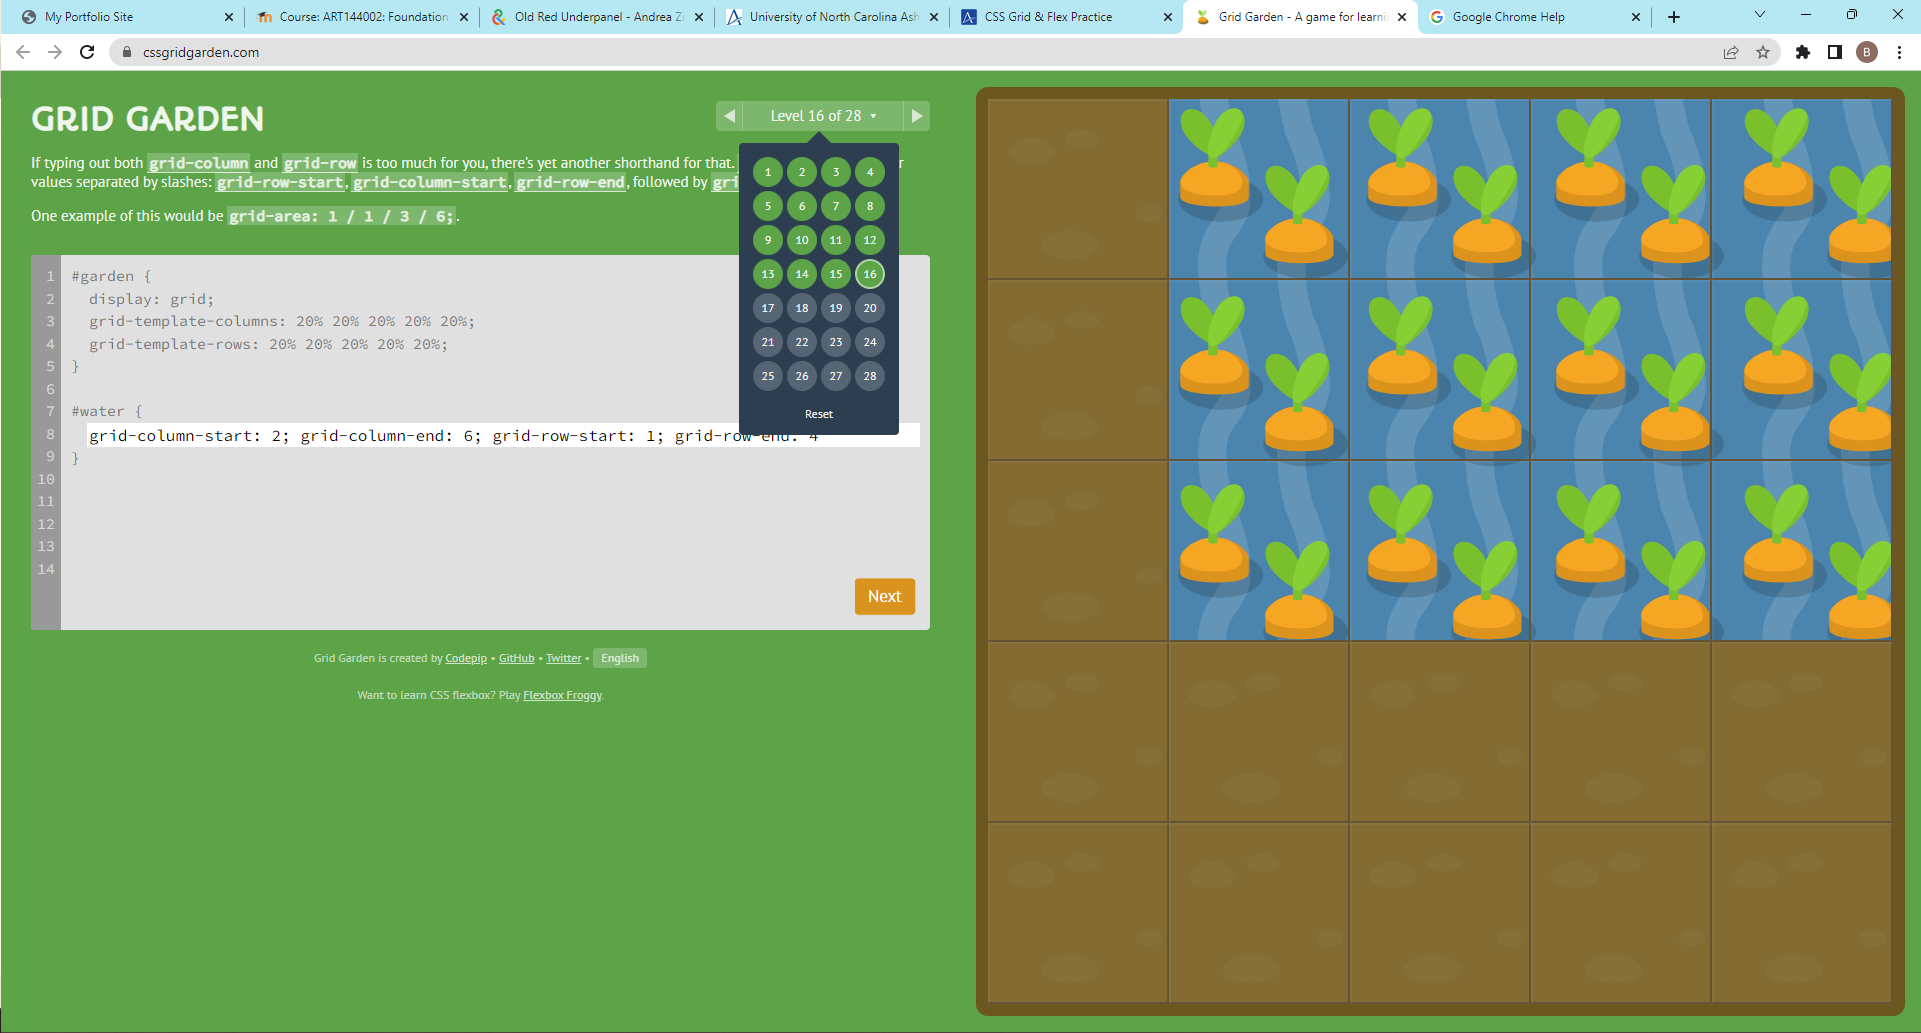 My Portfolio Site
Course: ART144002: Foundation
Old Red Underpanel - Andrea Zi
University of North Carolina Ash
CSS Grid & Flex Practice
Grid Garden - A game for learni
Google Chrome Help
cssgridgarden.com
B
GRID GARDEN
Level 16 of 28
If typing out both grid-column and grid-row is too much for you, there's yet another shorthand for that. r
values separated by slashes: grid-row-start, grid-column-start, grid-row-end, followed by gri
One example of this would be grid-area: 1 / 1 / 3 / 6;.
1 2 3 4
5 6 7 8
9 10 11 12
13 14 15 16
17 18 19 20
21 22 23 24
25 26 27 28
Reset
1 #garden {
2 display: grid;
3 grid-template-columns: 20% 20% 20% 20% 20%;
4 grid-template-rows: 20% 20% 20% 20% 20%;
5 }
6
7 #water {
8 grid-column-start: 2; grid-column-end: 6; grid-row-start: 1; grid-row-end: 4
9 }
10
11
12
13
14
Next
Grid Garden is created by Codepip • GitHub • Twitter • English
Want to learn CSS flexbox? Play Flexbox Froggy.